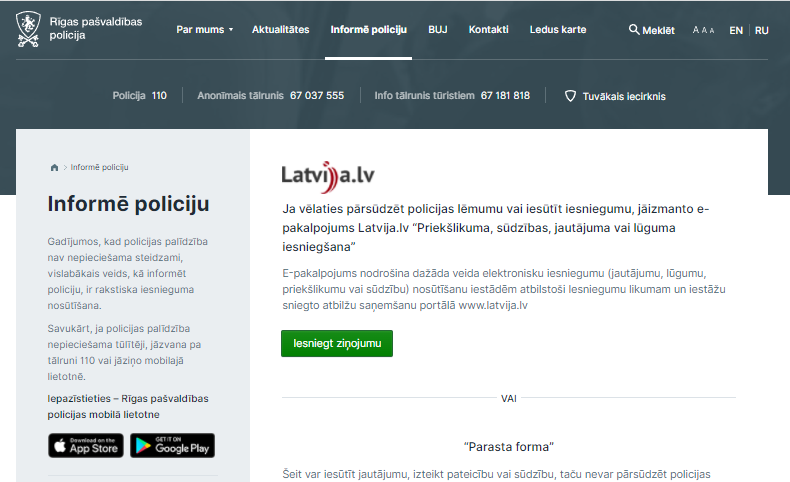 Rīgas pašvaldības
policija
Par mums
Aktualitātes
Informē policiju
BUJ
Kontakti
Ledus karte
Meklēt
A A A
EN
RU
Policija 110
Anonīmais tālrunis 67 037 555
Info tālrunis tūristiem 67 181 818
Tuvākais iecirknis
> Informē policiju
Informē policiju
Gadījumos, kad policijas palīdzība
nav nepieciešama steidzami,
vislabākais veids, kā informēt
policiju, ir rakstiska iesnieguma
nosūtīšana.
Savukārt, ja policijas palīdzība
nepieciešama tūlītēji, jāzvana pa
tālruni 110 vai jāziņo mobilajā
lietotnē.
Iepazīstieties – Rīgas pašvaldības
policijas mobilā lietotne
Download on the
App Store
GET IT ON
Google Play
Latvija.lv
Ja vēlaties pārsūdzēt policijas lēmumu vai iesūtīt iesniegumu, jāizmanto e-
pakalpojums Latvija.lv “Priekšlikuma, sūdzības, jautājuma vai lūguma
iesniegšana”
E-pakalpojums nodrošina dažāda veida elektronisku iesniegumu (jautājumu, lūgumu,
priekšlikumu vai sūdzību) nosūtīšanu iestādēm atbilstoši Iesniegumu likumam un iestāžu
sniegto atbilžu saņemšanu portālā www.latvija.lv
Iesniegt ziņojumu
VAI
“Parasta forma”
Šeit var iesūtīt jautājumu, izteikt pateicību vai sūdzību, taču nevar pārsūdzēt policijas